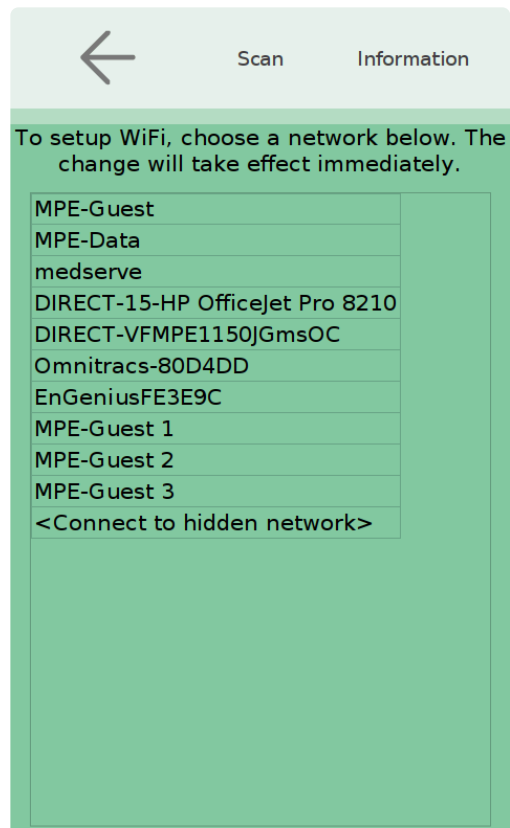 Scan Information
To setup WiFi, choose a network below. The
change will take effect immediately.
MPE-Guest
MPE-Data
medserve
DIRECT-15-HP OfficeJet Pro 8210
DIRECT-VFMPE1150JGmsOC
Omnitracs-80D4DD
EnGeniusFE3E9C
MPE-Guest 1
MPE-Guest 2
MPE-Guest 3
<Connect to hidden network>